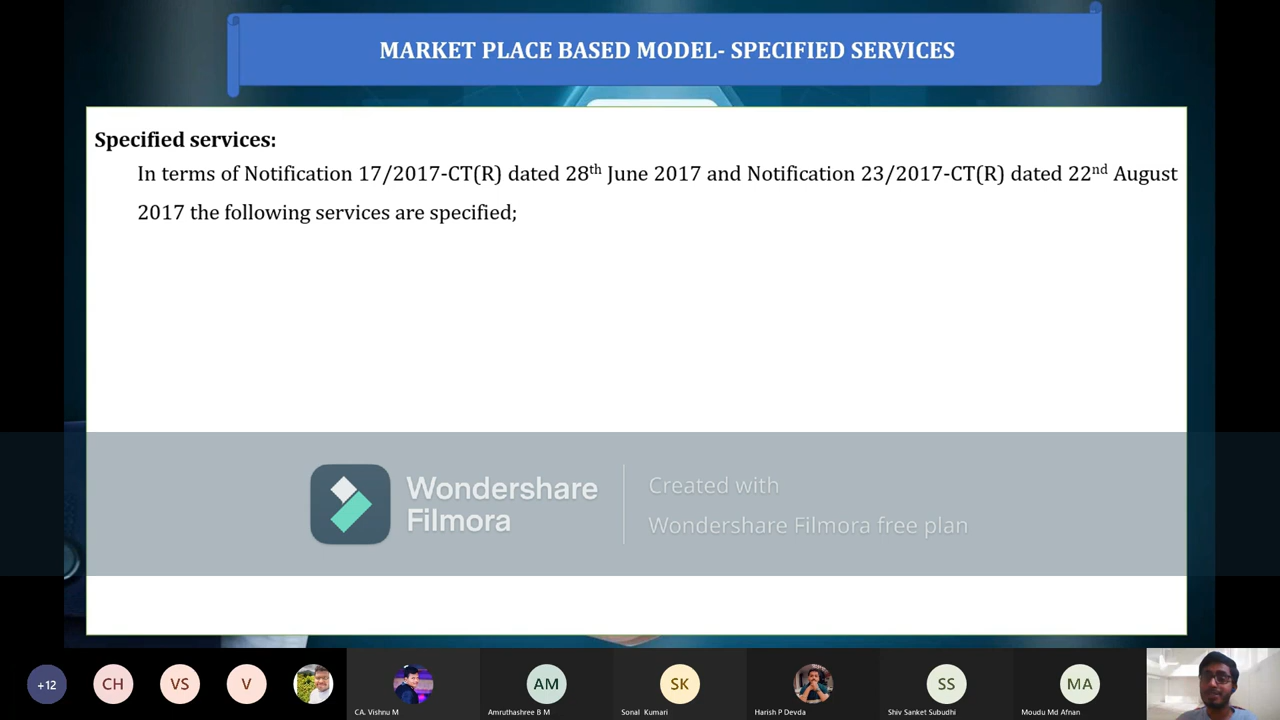 MARKET PLACE BASED MODEL- SPECIFIED SERVICES
Specified services:
In terms of Notification 17/2017-CT(R) dated 28th June 2017 and Notification 23/2017-CT(R) dated 22nd August
2017 the following services are specified;
Wondershare
Filmora
Created with
Wondershare Filmora free plan
+12
CH
VS
V
CA. Vishnu M
AM
Amruthashree B M
SK
Sonal Kumari
Harish P Devda
SS
Shiv Sanket Subudhi
MA
Moudu Md Afnan